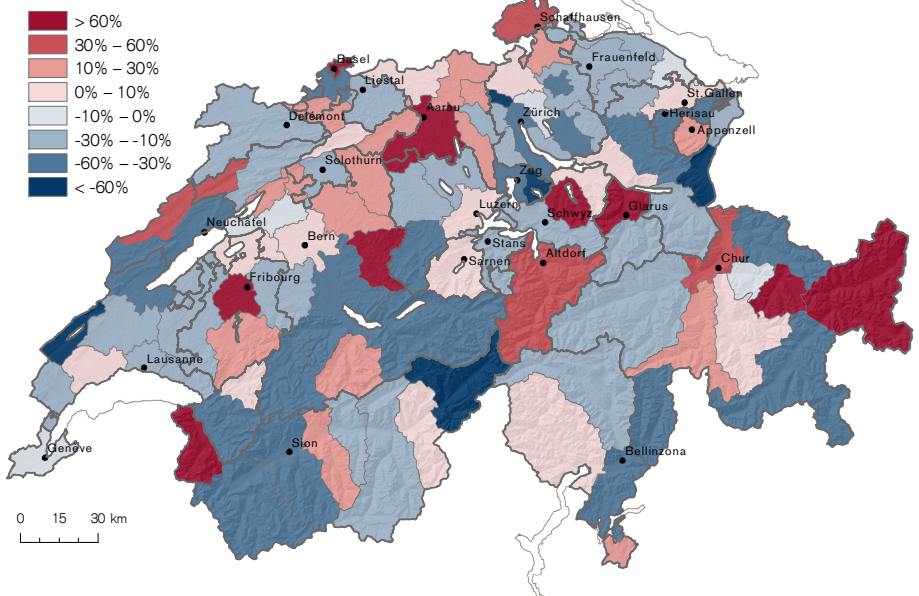 > 60%
30% – 60%
10% – 30%
0% – 10%
-10% – 0%
-30% – -10%
-60% – -30%
< -60%
Schaffhausen
Basel
Frauenfeld
Liestal
St.Gallen
Delémont
Aarau
Zürich
Herisau
Appenzell
Solothurn
Zug
Luzern
Schwyz
Glarus
Neuchâtel
Bern
Stans
Sarnen
Altdorf
Chur
Fribourg
Lausanne
Sion
Genève
Bellinzona
0 15 30 km